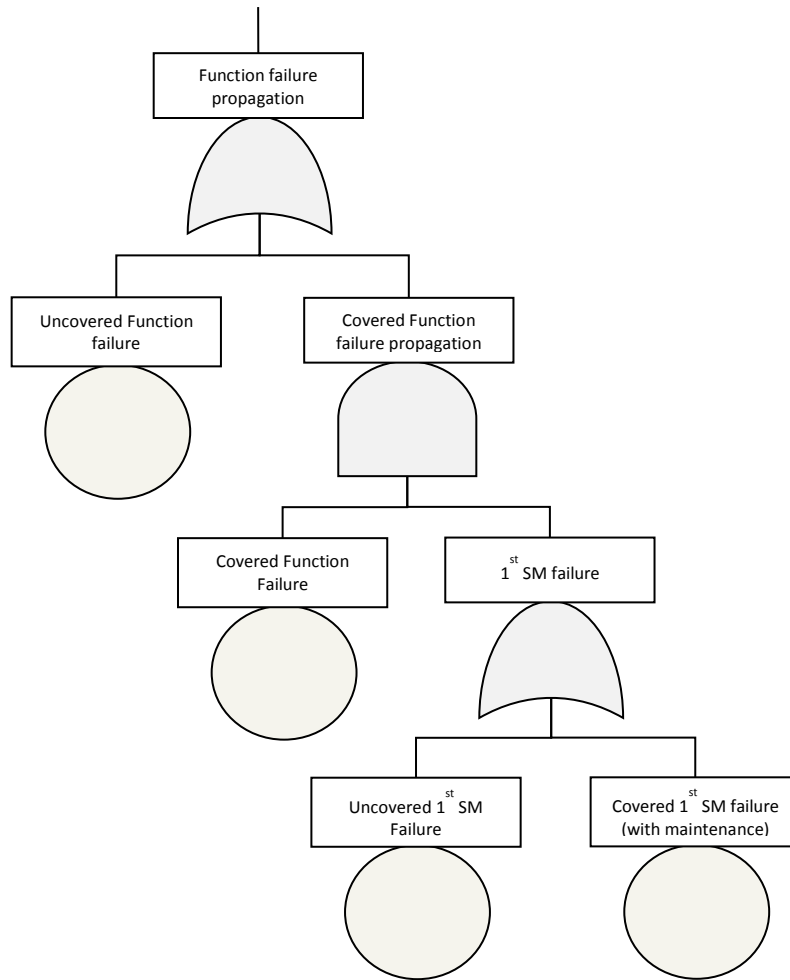 Function failure
propagation
Uncovered Function
failure
Covered Function
failure propagation
Covered Function
Failure
1st SM failure
Uncovered 1st SM
Failure
Covered 1st SM failure
(with maintenance)